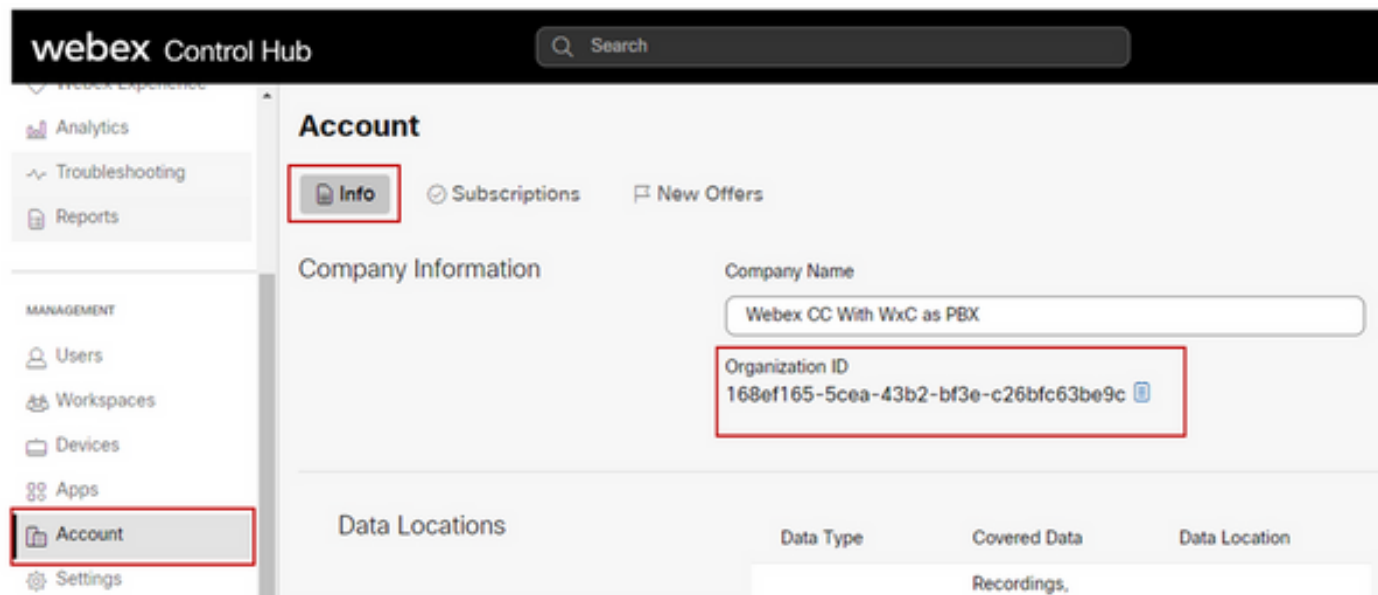 webex Control Hub
Search
Webex Experience
Analytics
Troubleshooting
Reports
MANAGEMENT
Users
Workspaces
Devices
Apps
Account
Settings
Account
Info Subscriptions New Offers
Company Information
Company Name
Webex CC With WxC as PBX
Organization ID
168ef165-5cea-43b2-bf3e-c26bfc63be9c
Data Locations
Data Type Covered Data Data Location
Recordings,